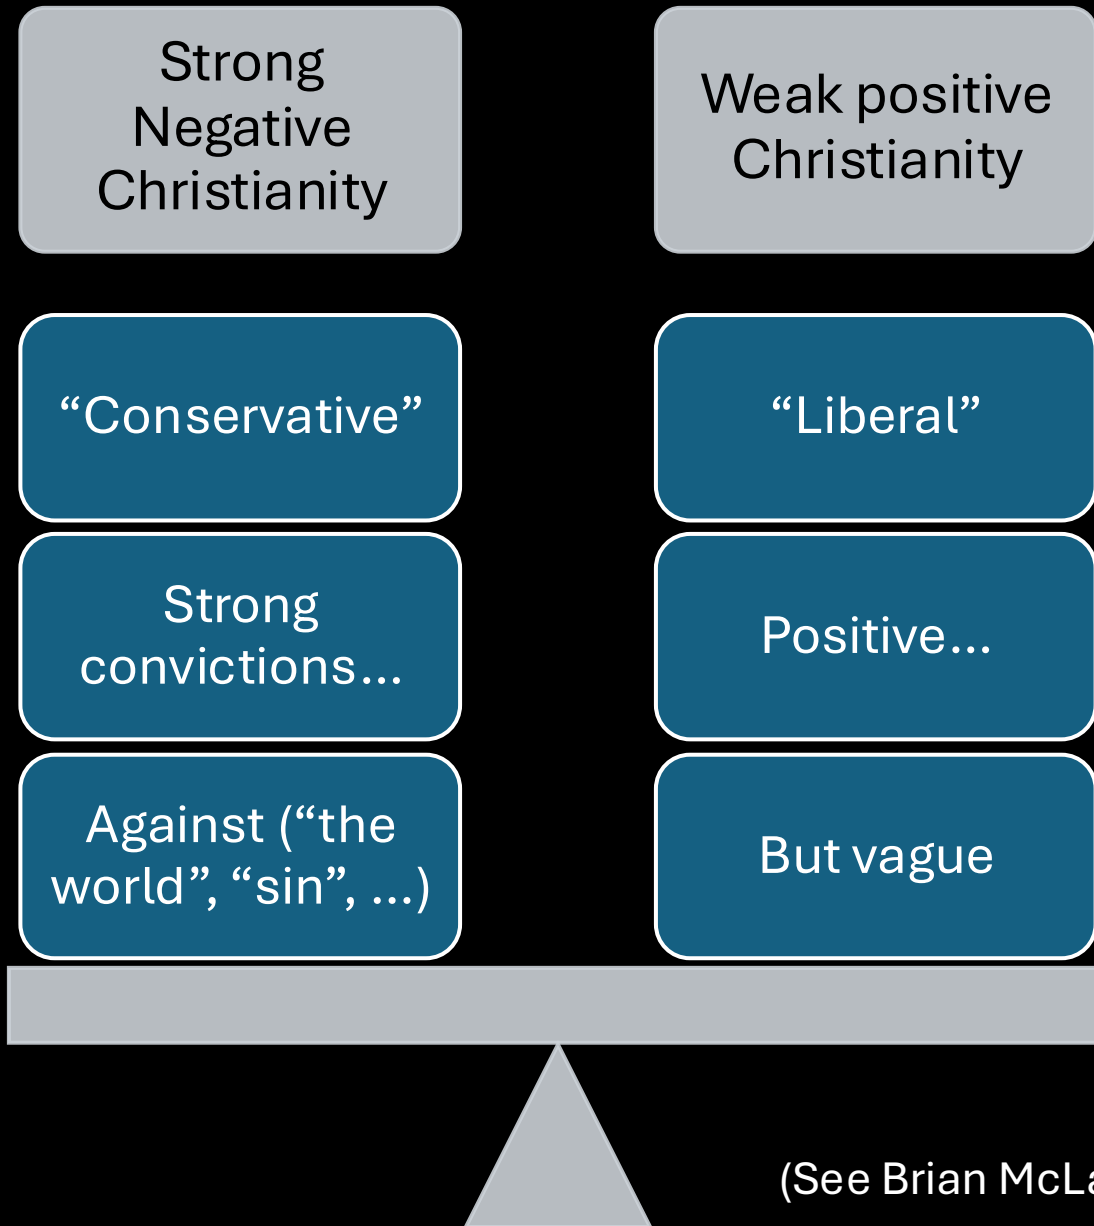 Strong
Negative
Christianity
Weak positive
Christianity
“Conservative”
“Liberal”
Strong
convictions...
Positive...
Against (“the
world”, “sin”, ...)
But vague
(See Brian